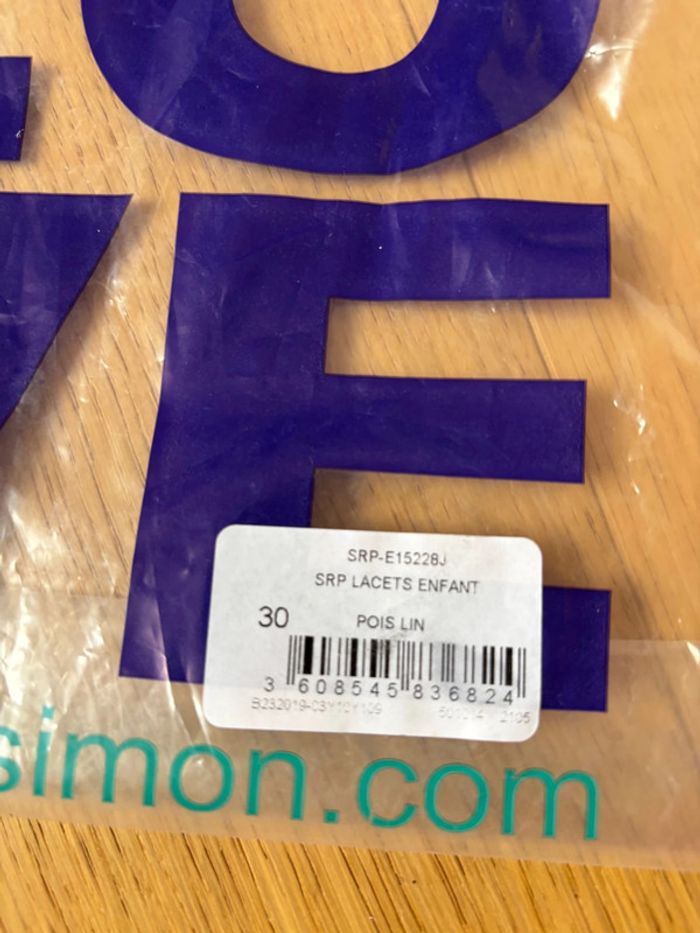 E
SRP-E15228J
SRP LACETS ENFANT
30 POIS LIN
3 608545 836824
simon.com